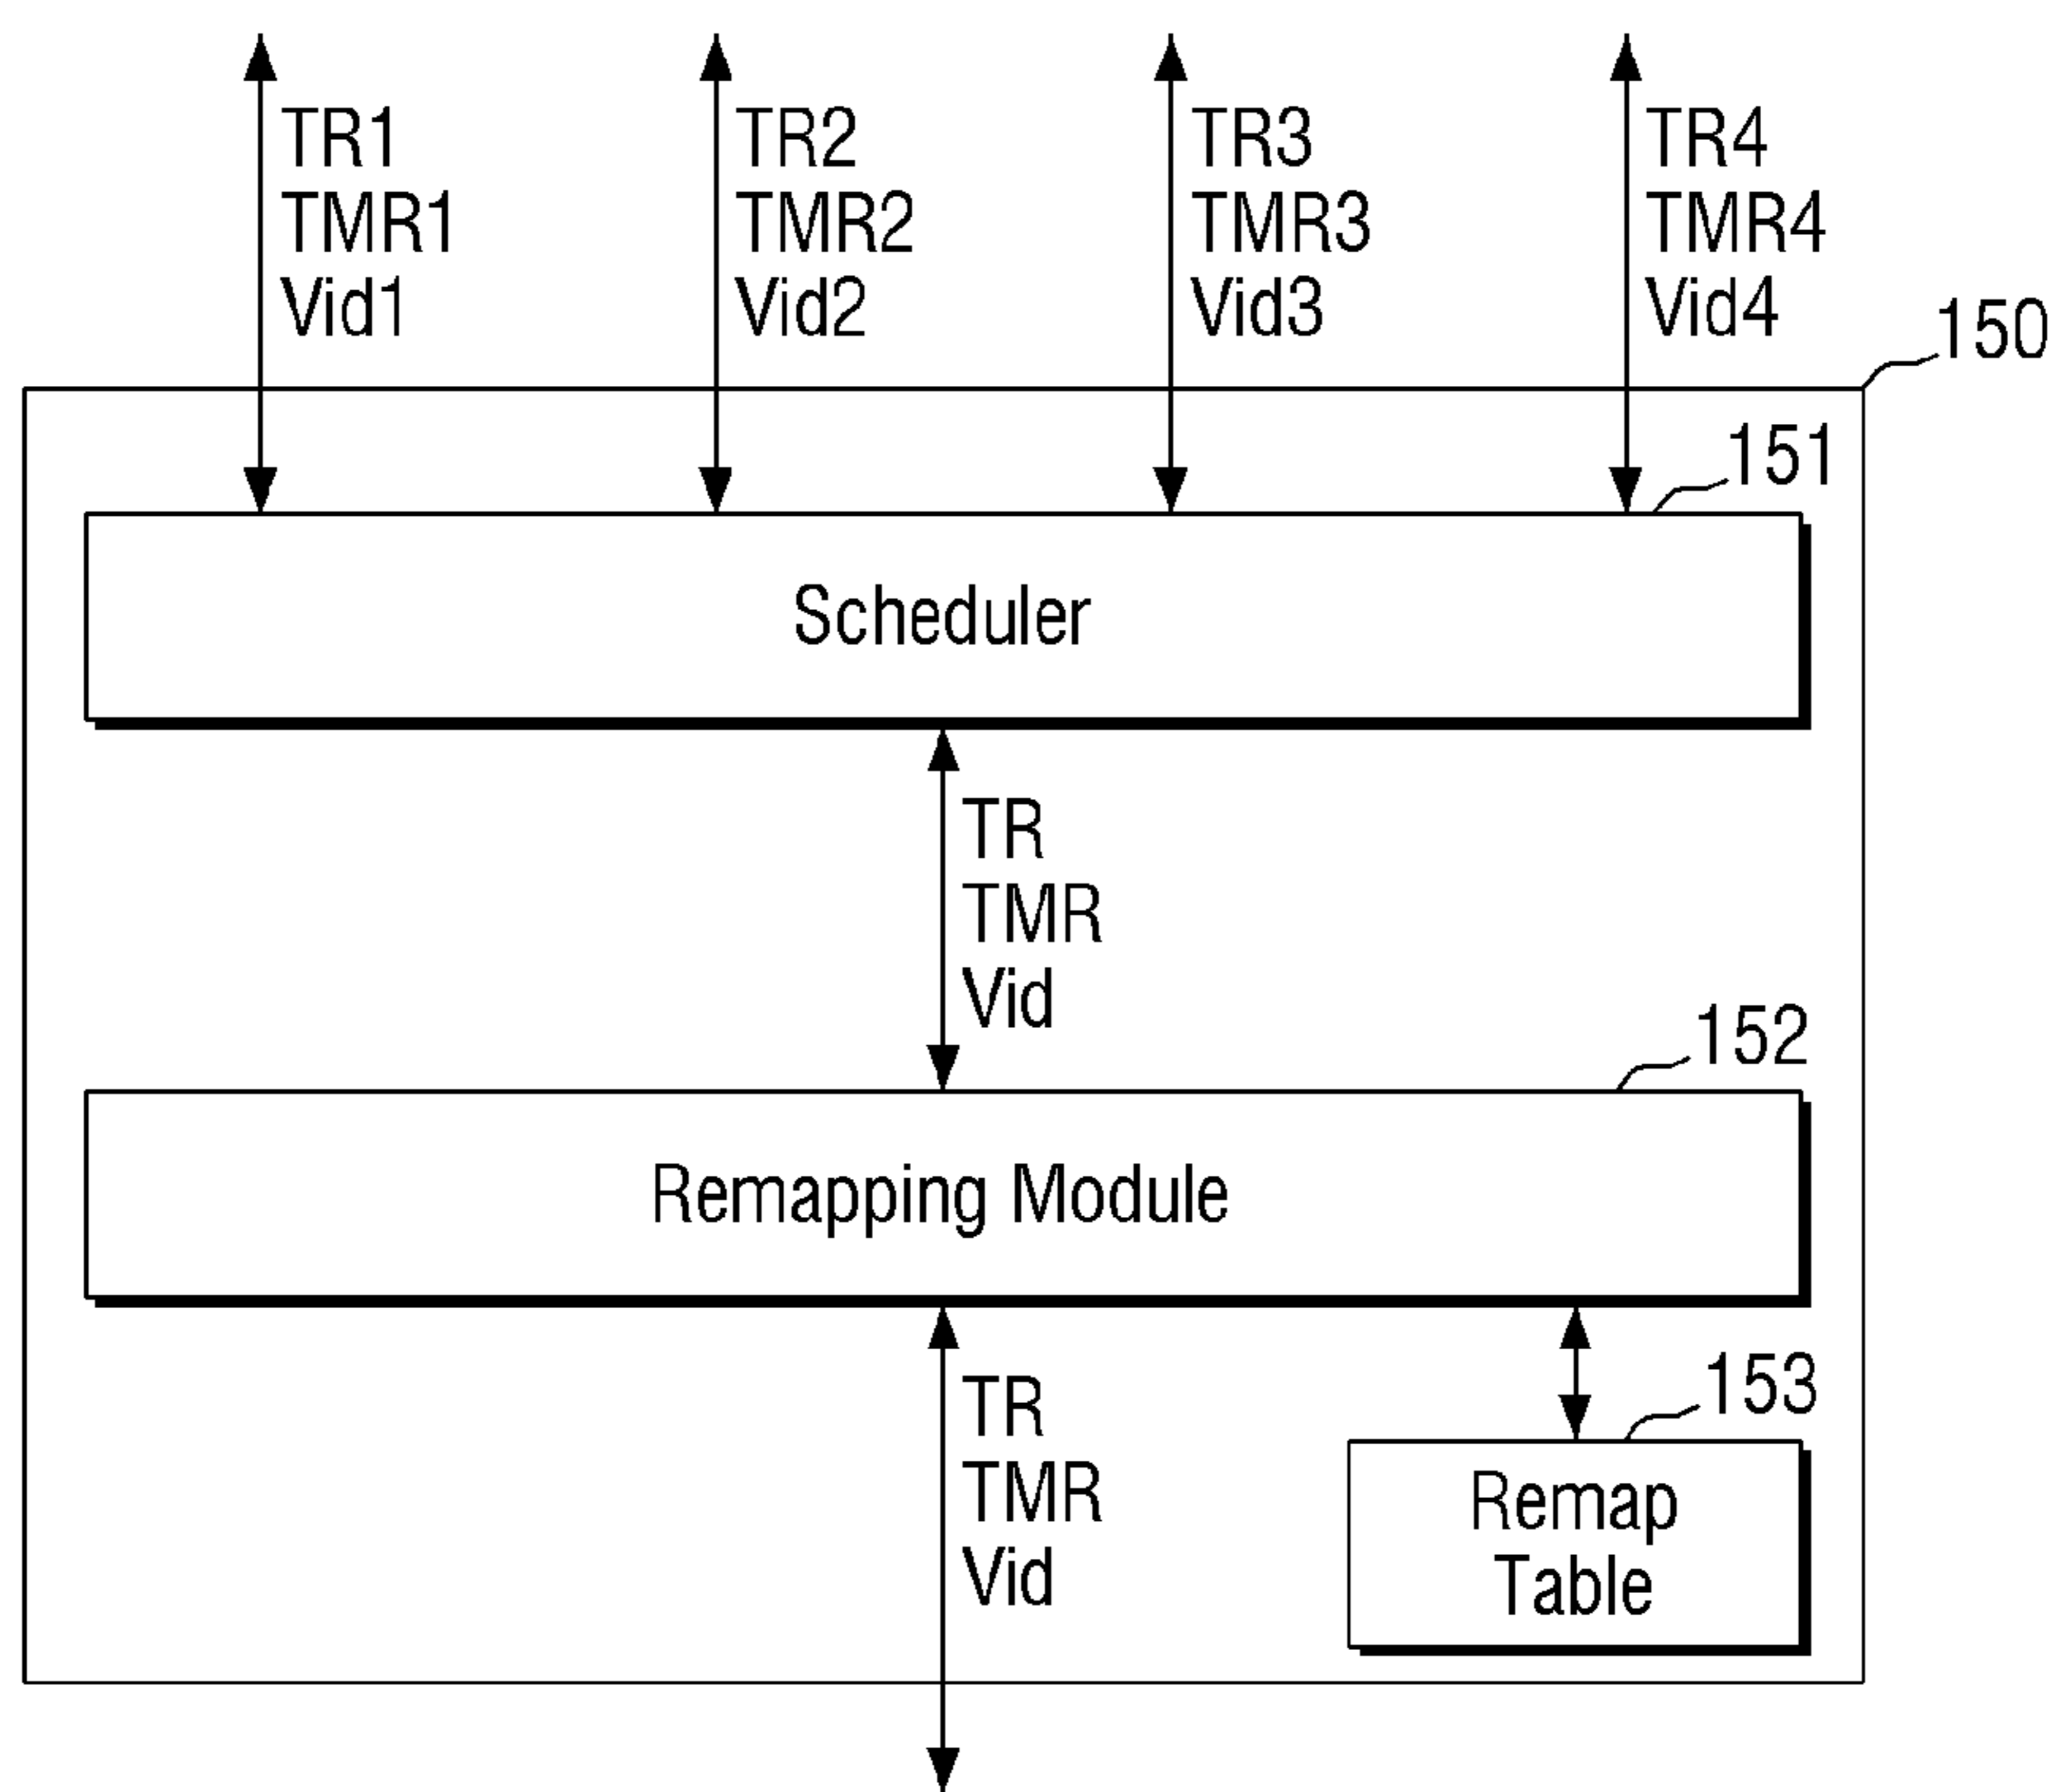 TR1
TMR1
Vid1
TR2
TMR2
Vid2
TR3
TMR3
Vid3
TR4
TMR4
Vid4
150
151
Scheduler
TR
TMR
Vid
152
Remapping Module
TR
TMR
Vid
153
Remap
Table